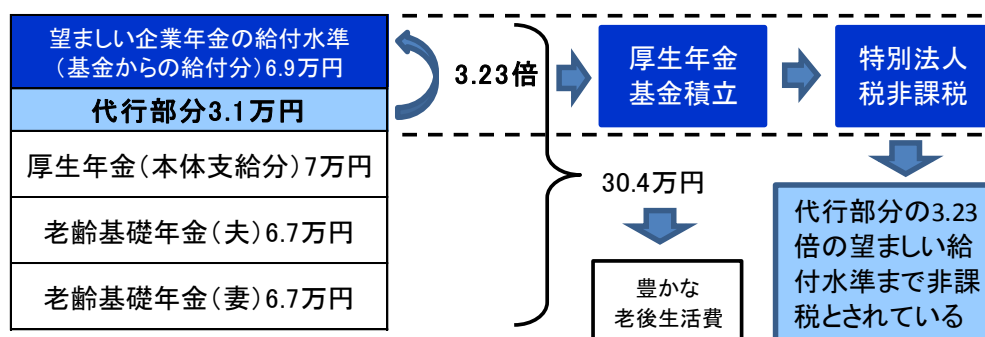 望ましい企業年金の給付水準
（基金からの給付分）6.9万円
代行部分3.1万円
厚生年金（本体支給分）7万円
老齢基礎年金（夫）6.7万円
老齢基礎年金（妻）6.7万円
3.23倍
30.4万円
豊かな
老後生活費
厚生年金
基金積立
特別法人
税非課税
代行部分の3.23
倍の望ましい給
付水準まで非課
税とされている